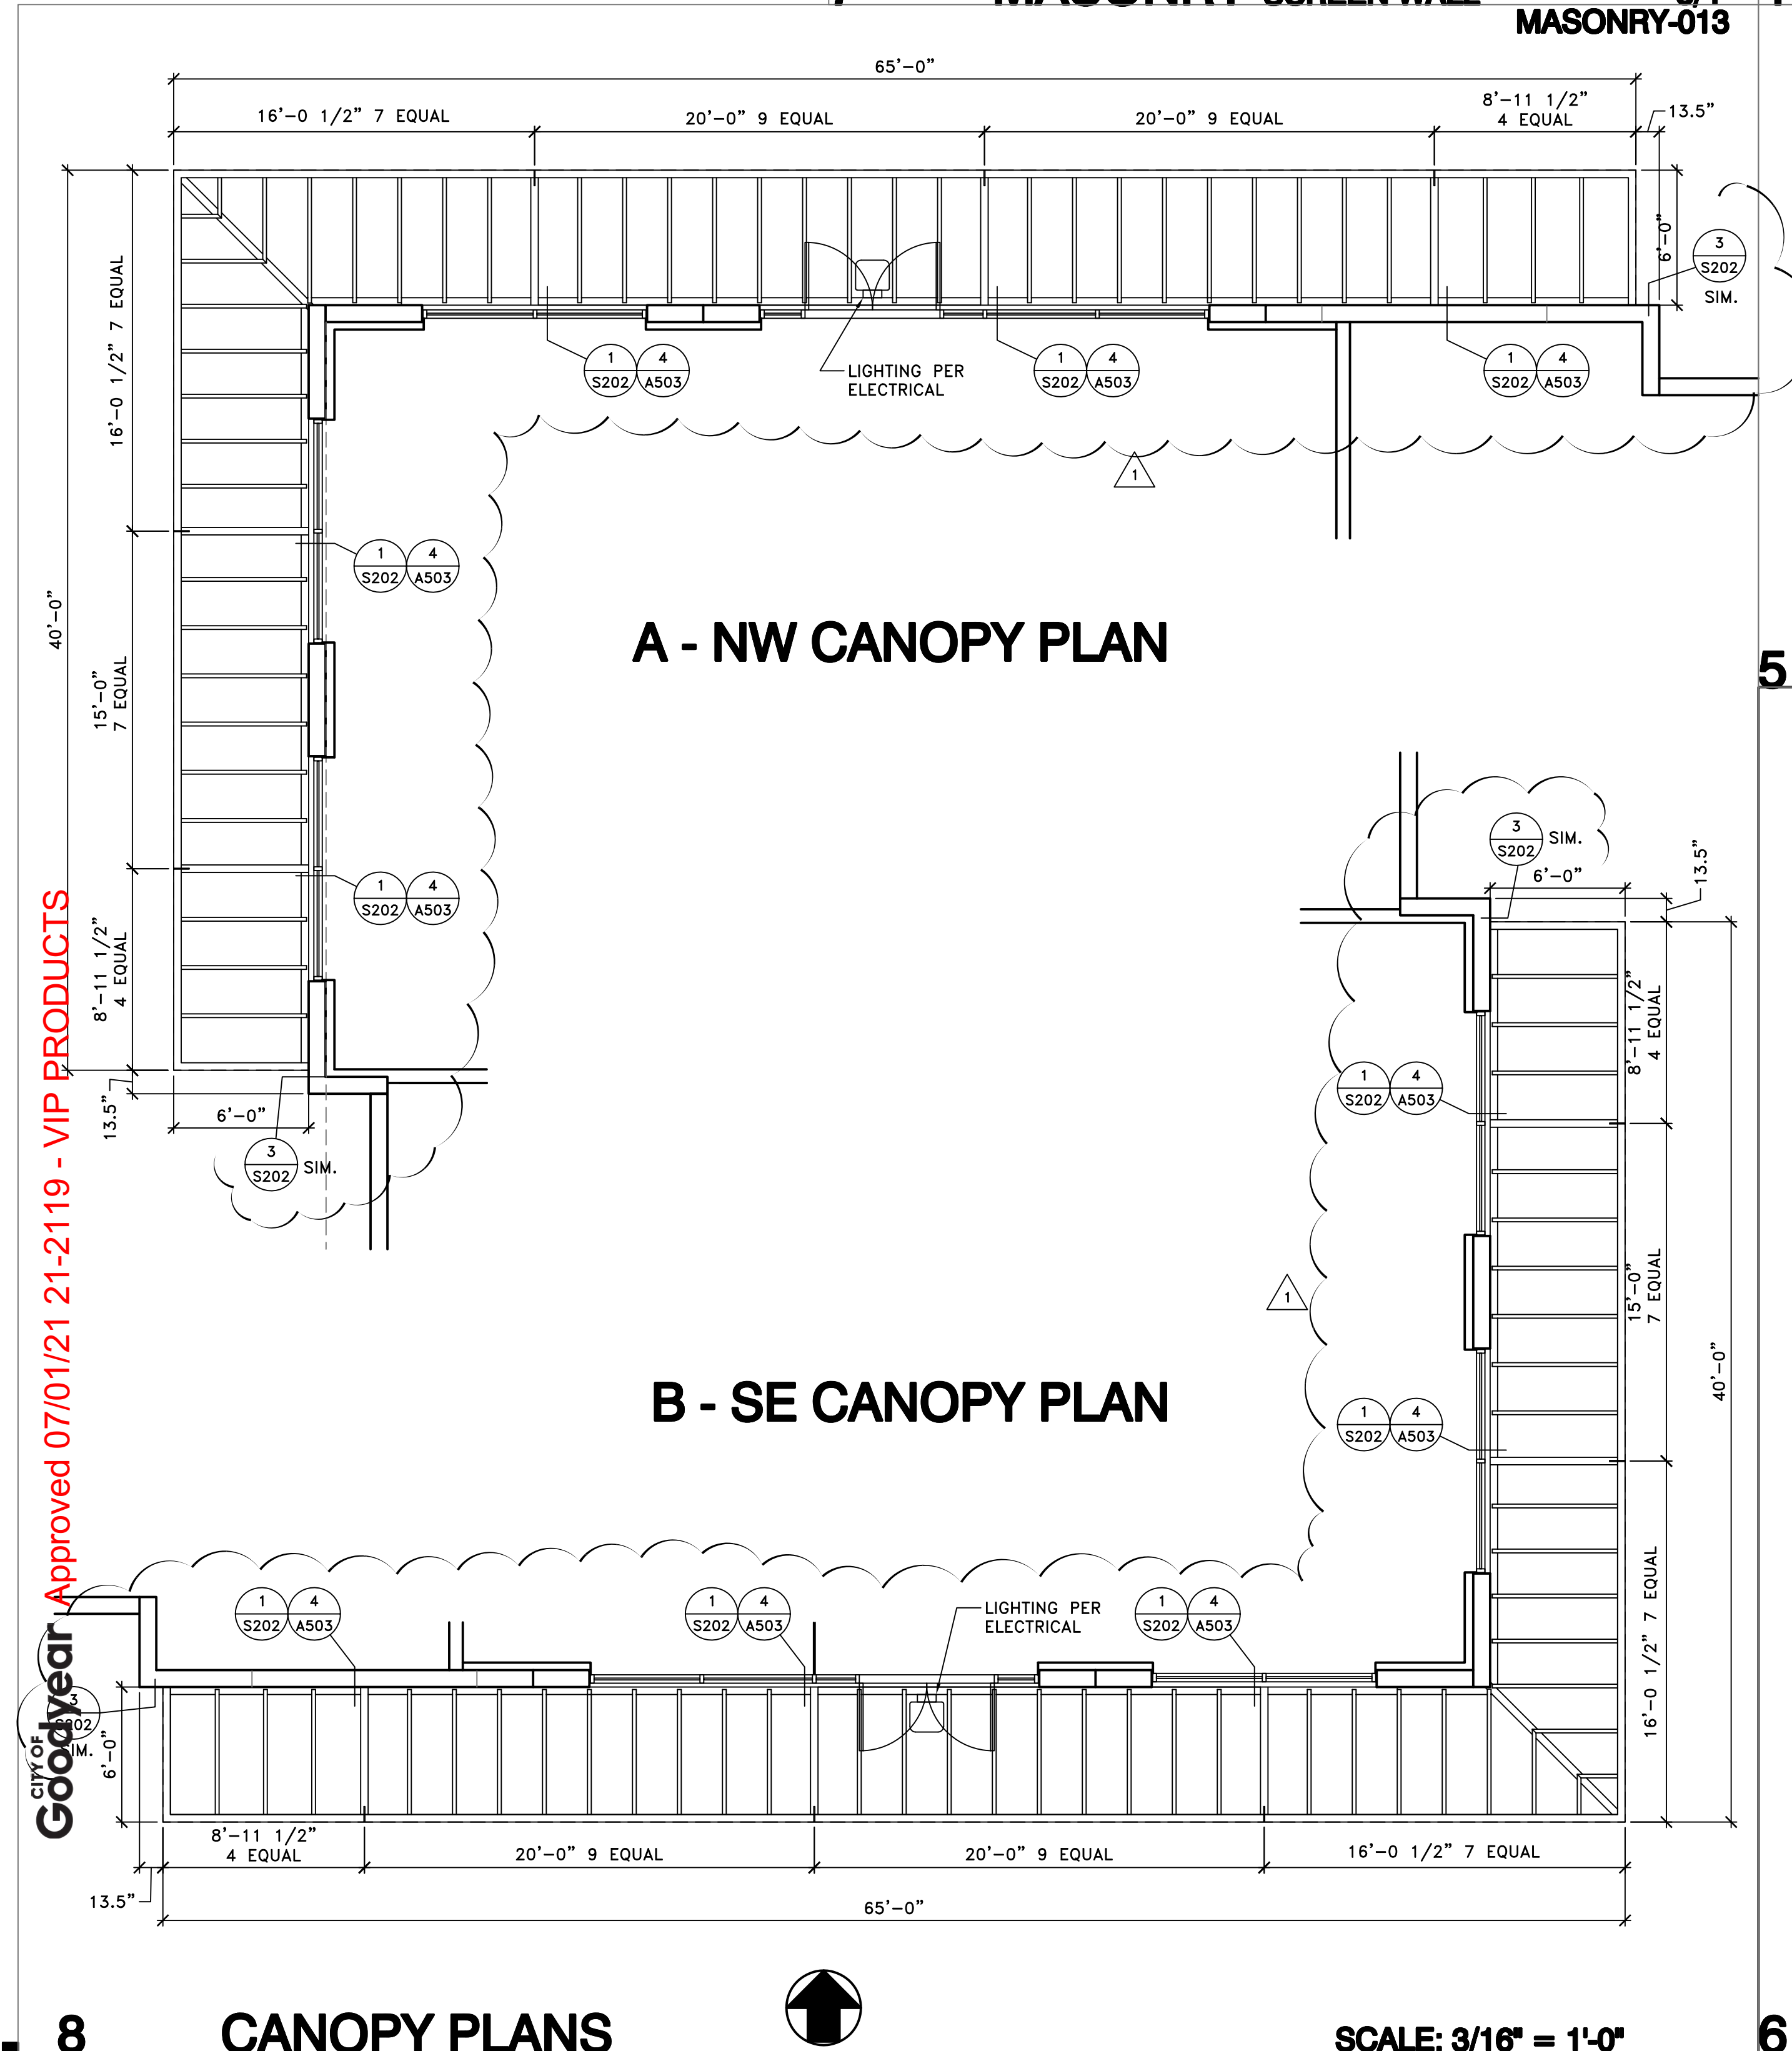 MASONRY SCREEN WALL
MASONRY-013
65'-0"
16'-0 1/2" 7 EQUAL
20'-0" 9 EQUAL
20'-0" 9 EQUAL
8'-11 1/2"
4 EQUAL
13.5"
6'-0"
3
S202
SIM.
40'-0"
16'-0 1/2" 7 EQUAL
1
S202
4
A503
LIGHTING PER
ELECTRICAL
1
S202
4
A503
1
S202
4
A503
1
1
S202
4
A503
A - NW CANOPY PLAN
5
15'-0"
7 EQUAL
1
S202
4
A503
8'-11 1/2"
4 EQUAL
13.5"
6'-0"
3
S202
SIM.
3
S202
SIM.
6'-0"
13.5"
8'-11 1/2"
4 EQUAL
1
S202
4
A503
15'-0"
7 EQUAL
40'-0"
1
B - SE CANOPY PLAN
1
S202
4
A503
16'-0 1/2" 7 EQUAL
1
S202
4
A503
1
S202
4
A503
LIGHTING PER
ELECTRICAL
1
S202
4
A503
3
S202
SIM.
6'-0"
8'-11 1/2"
4 EQUAL
20'-0" 9 EQUAL
20'-0" 9 EQUAL
16'-0 1/2" 7 EQUAL
13.5"
65'-0"
CITY OF
Goodyear
Approved 07/01/21 21-2119 - VIP PRODUCTS
8
CANOPY PLANS
SCALE: 3/16" = 1'-0"
6